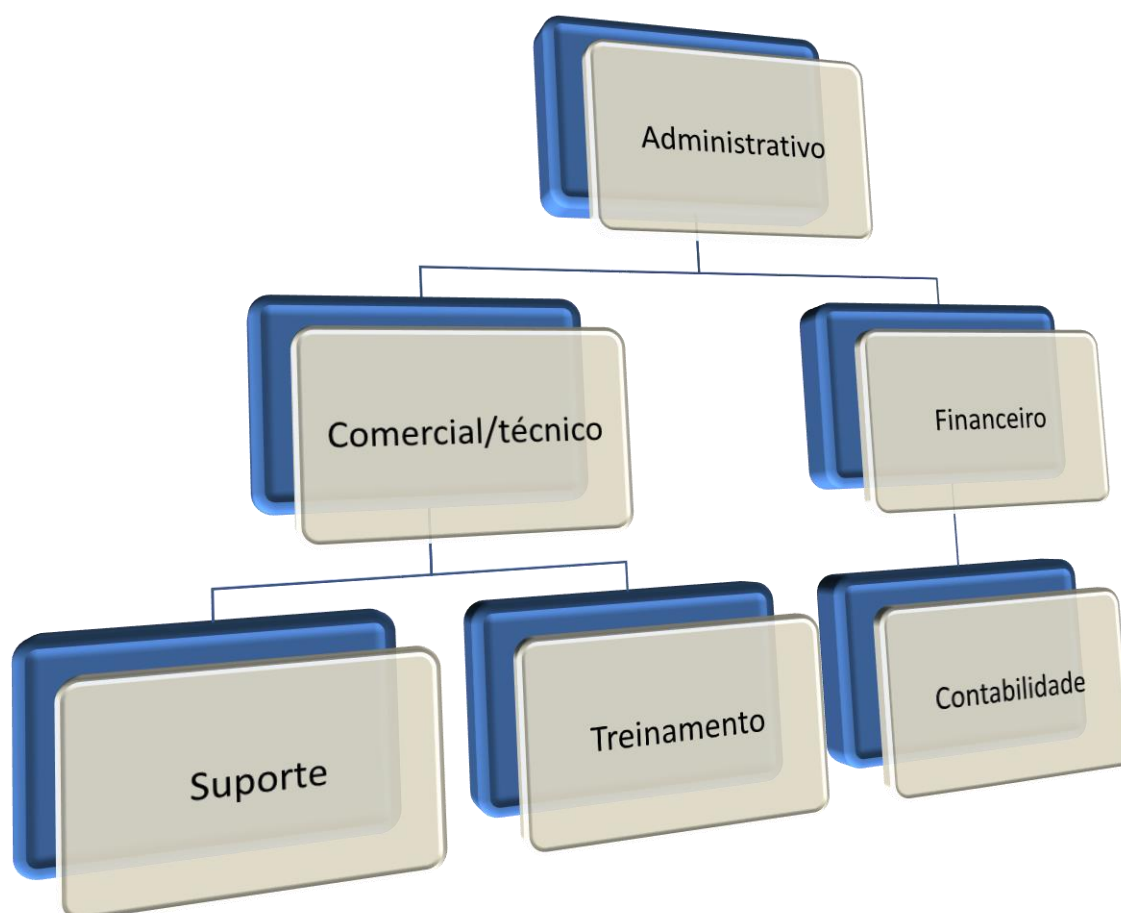 Administrativo
Comercial/técnico
Financeiro
Suporte
Treinamento
Contabilidade